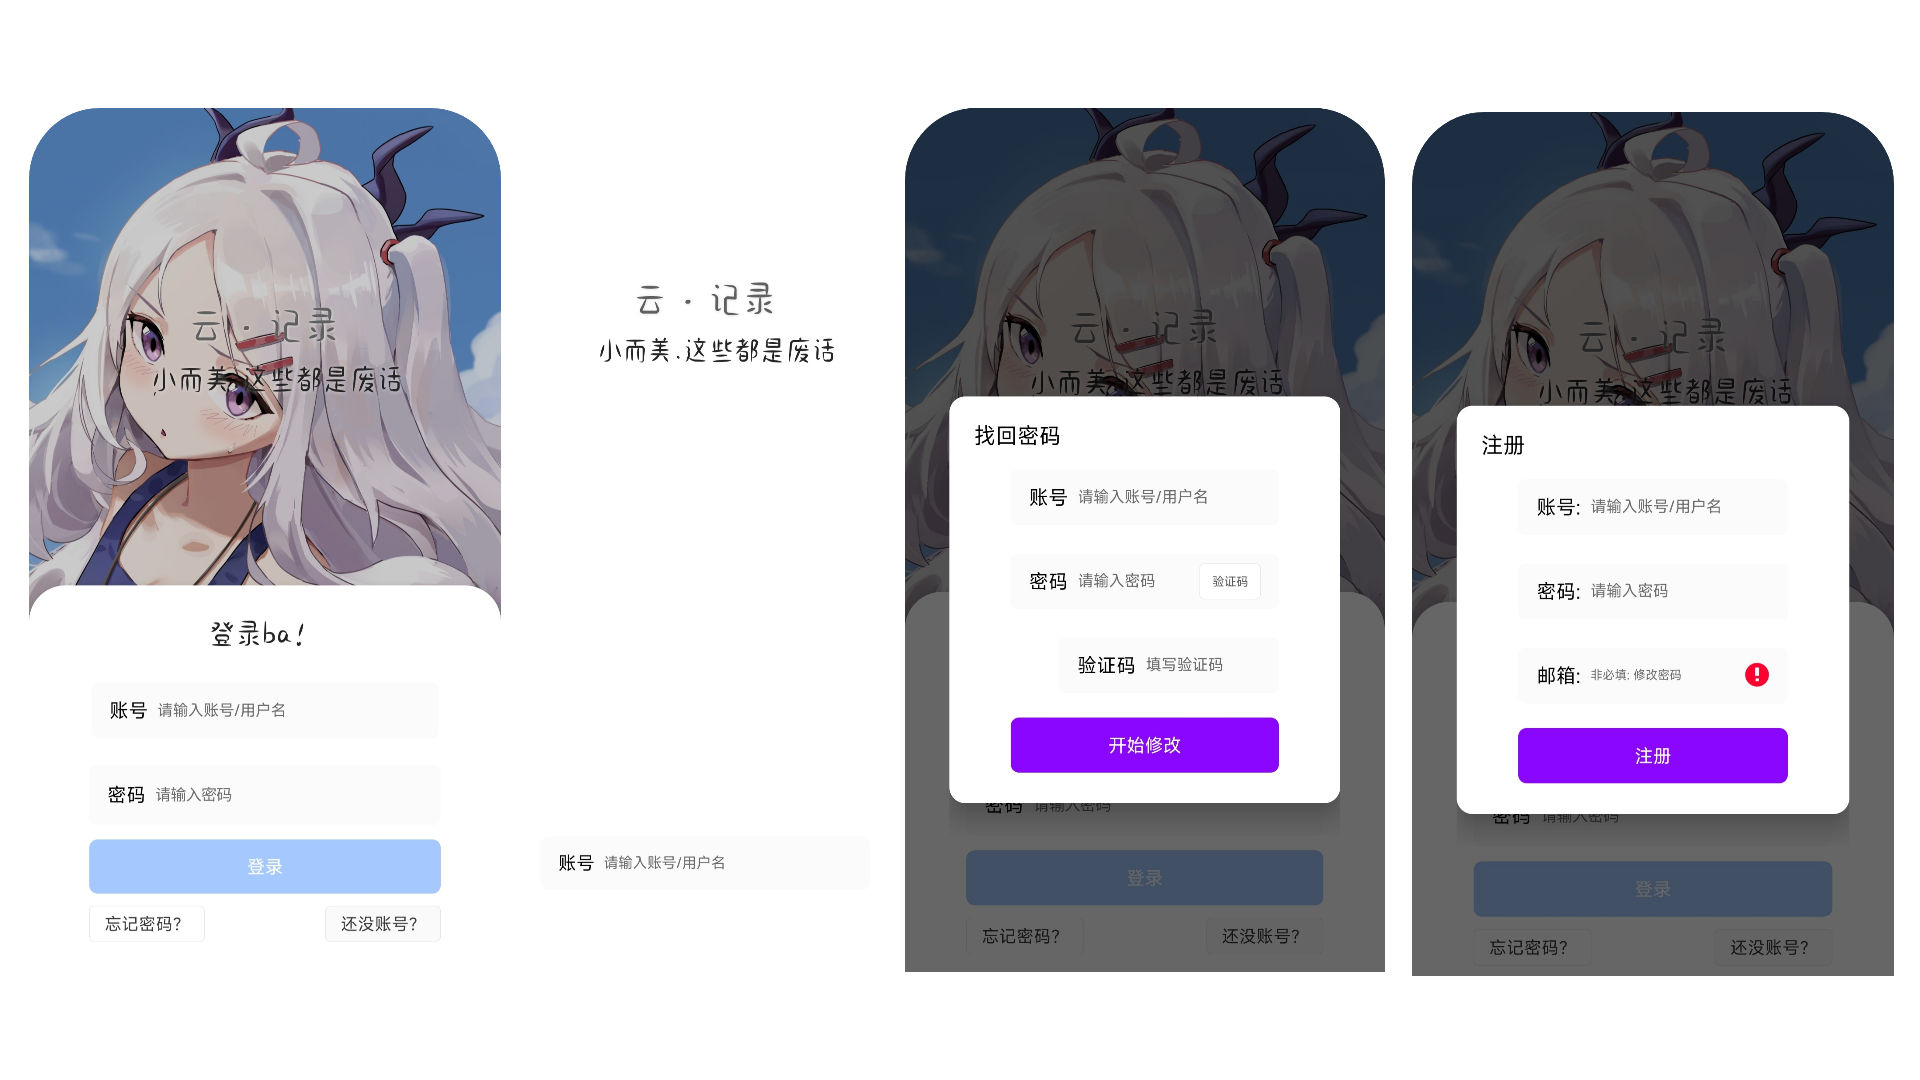 云·记录
小而美.这些都是废话
登录ba!
账号 请输入账号/用户名
密码 请输入密码
登录
忘记密码? 还没账号?
云·记录
小而美.这些都是废话
账号 请输入账号/用户名
云·记录
小而美.这些都是废话
找回密码
账号 请输入账号/用户名
密码 请输入密码 验证码
验证码 填写验证码
开始修改
密码 请输入密码
登录
忘记密码? 还没账号?
云·记录
小而美.这些都是废话
注册
账号: 请输入账号/用户名
密码: 请输入密码
邮箱: 非必填: 修改密码
注册
密码 请输入密码
登录
忘记密码? 还没账号?